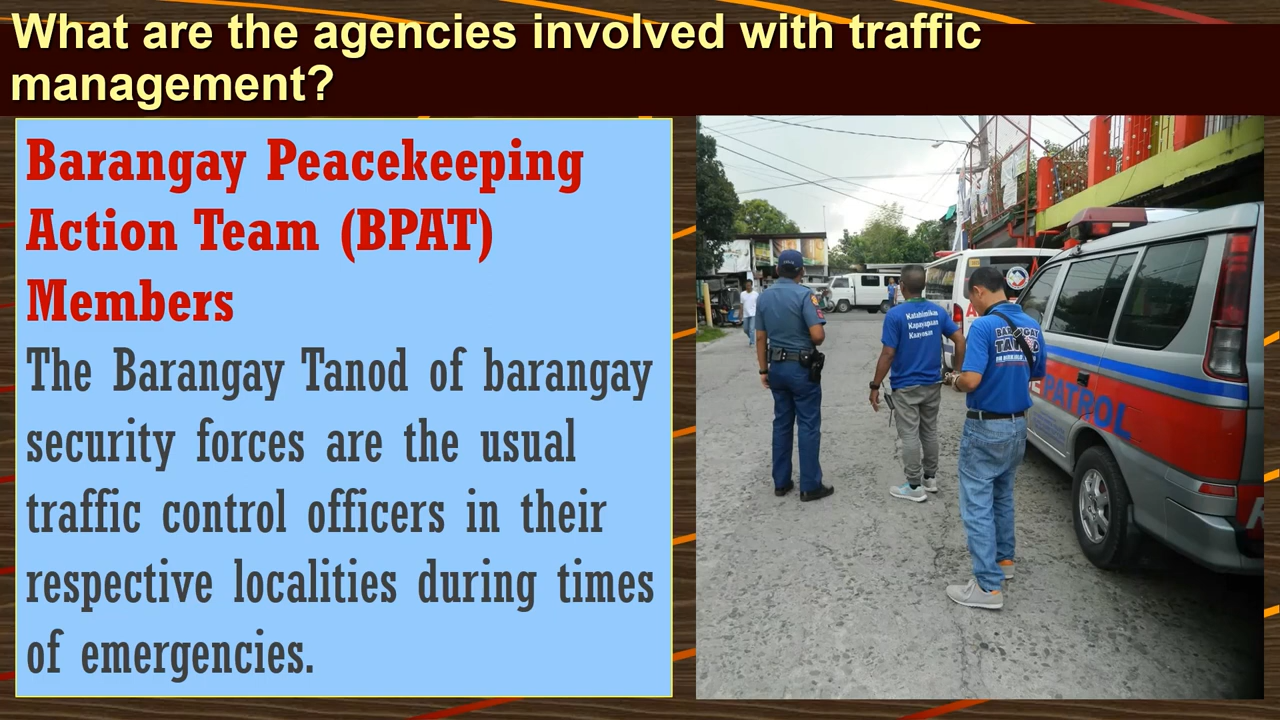 What are the agencies involved with traffic
management?
Barangay Peacekeeping
Action Team (BPAT)
Members
The Barangay Tanod of barangay
security forces are the usual
traffic control officers in their
respective localities during times
of emergencies.
Katahimikan
Kapayapaan
Kaayusan
BARANGAY
TANOD
PATROL